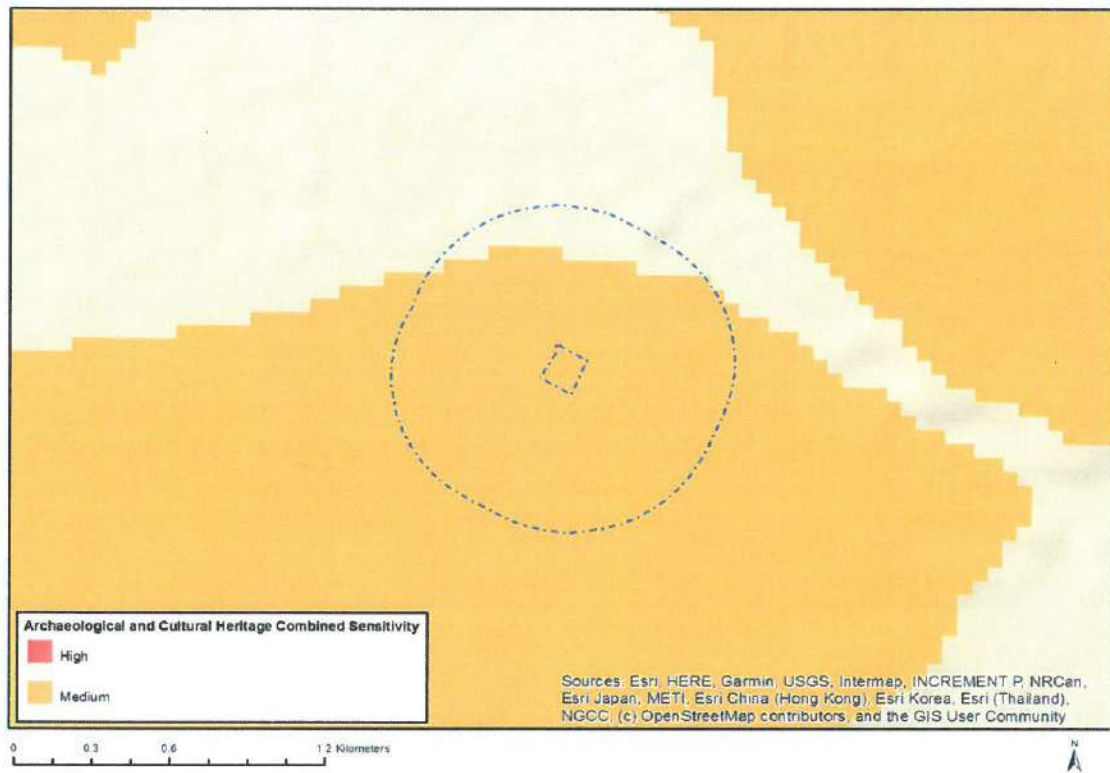 Archaeological and Cultural Heritage Combined Sensitivity
High
Medium
Sources: Esri, HERE, Garmin, USGS, Intermap, INCREMENT P, NRCan,
Esri Japan, METI, Esri China (Hong Kong), Esri Korea, Esri (Thailand),
NGCC, (c) OpenStreetMap contributors, and the GIS User Community
0 0.3 0.6 1.2 Kilometers
N